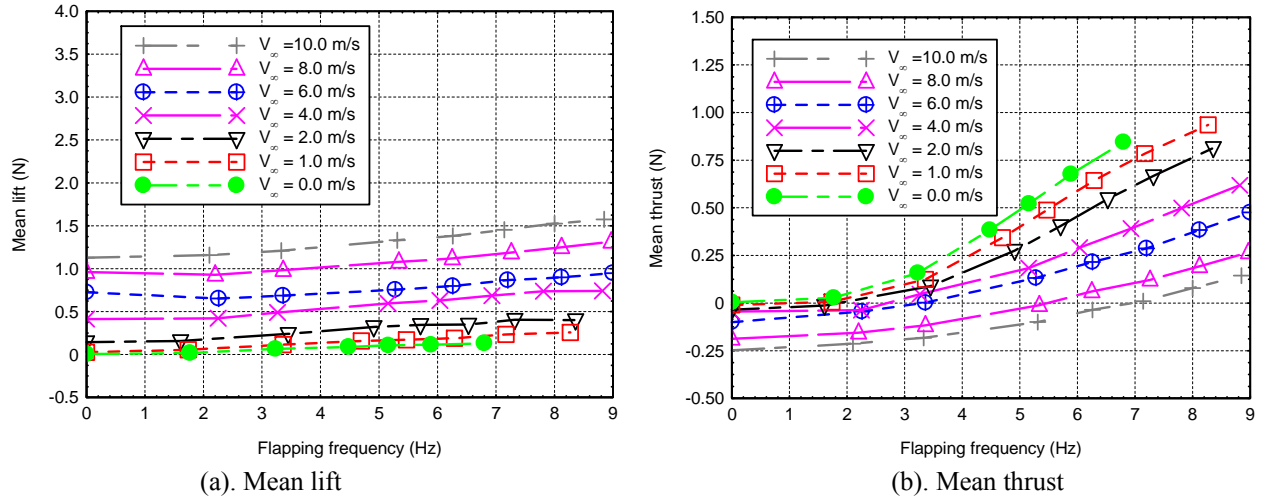 4.0
3.5
3.0
2.5
2.0
1.5
1.0
0.5
0
-0.5
Mean lift (N)
V∞ =10.0 m/s
V∞ = 8.0 m/s
V∞ = 6.0 m/s
V∞ = 4.0 m/s
V∞ = 2.0 m/s
V∞ = 1.0 m/s
V∞ = 0.0 m/s
0 1 2 3 4 5 6 7 8 9
Flapping frequency (Hz)
(a). Mean lift
1.50
1.25
1.00
0.75
0.50
0.25
0
-0.25
-0.50
Mean thrust (N)
V∞ =10.0 m/s
V∞ = 8.0 m/s
V∞ = 6.0 m/s
V∞ = 4.0 m/s
V∞ = 2.0 m/s
V∞ = 1.0 m/s
V∞ = 0.0 m/s
0 1 2 3 4 5 6 7 8 9
Flapping frequency (Hz)
(b). Mean thrust